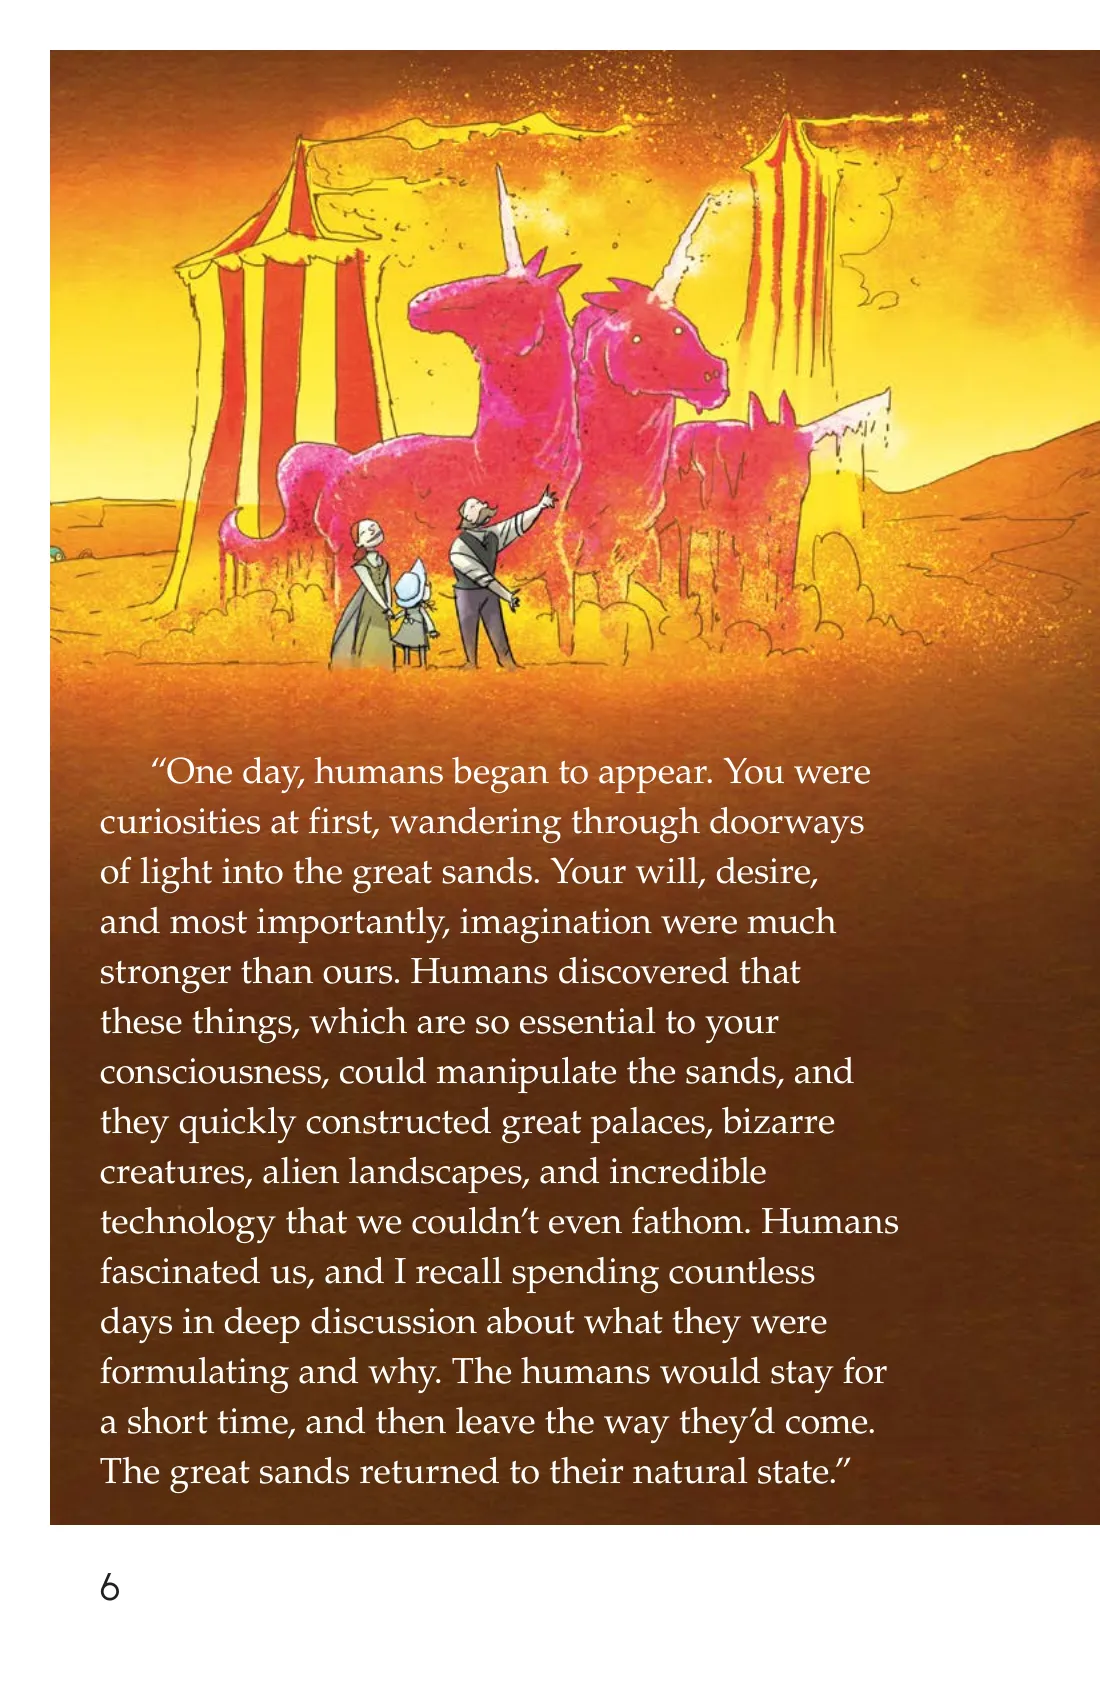 “One day, humans began to appear. You were
curiosities at first, wandering through doorways
of light into the great sands. Your will, desire,
and most importantly, imagination were much
stronger than ours. Humans discovered that
these things, which are so essential to your
consciousness, could manipulate the sands, and
they quickly constructed great palaces, bizarre
creatures, alien landscapes, and incredible
technology that we couldn’t even fathom. Humans
fascinated us, and I recall spending countless
days in deep discussion about what they were
formulating and why. The humans would stay for
a short time, and then leave the way they’d come.
The great sands returned to their natural state.”
6